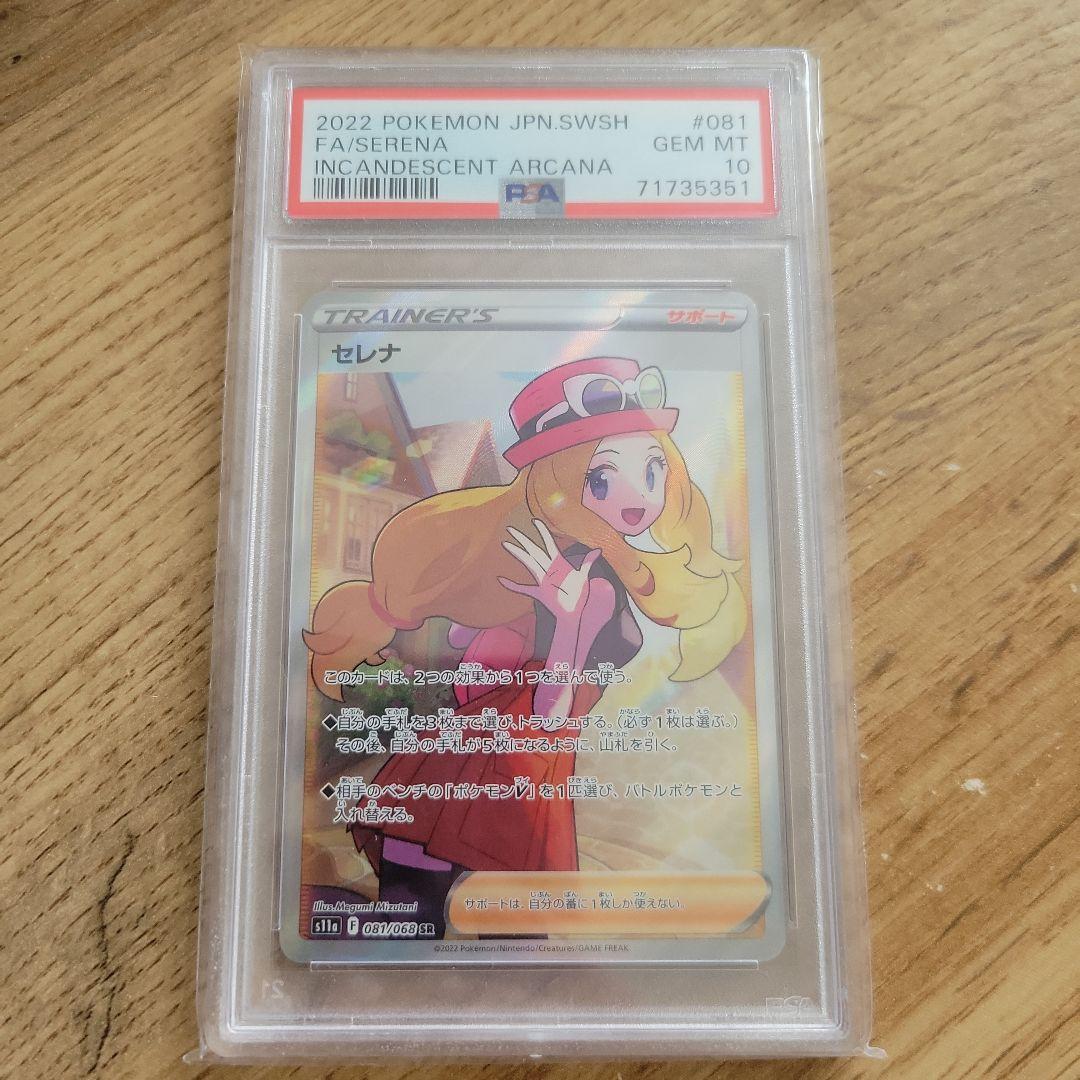 2022 POKEMON JPN.SWSH #081
FA/SERENA GEM MT
INCANDESCENT ARCANA 10
PSA 71735351
TRAINER'S サポート
セレナ
このカードは、2つの効果から1つを選んで使う。
◆自分の手札を3枚まで選び、トラッシュする。(必ず1枚は選ぶ。)
その後、自分の手札が5枚になるように、山札を引く。
◆相手のベンチの「ポケモンV」を1匹選び、バトルポケモンと
入れ替える。
サポートは、自分の番に1枚しか使えない。
Illus.Megumi Mizutani
s11a F 081/068 SR
©2022 Pokémon/Nintendo/Creatures/GAME FREAK